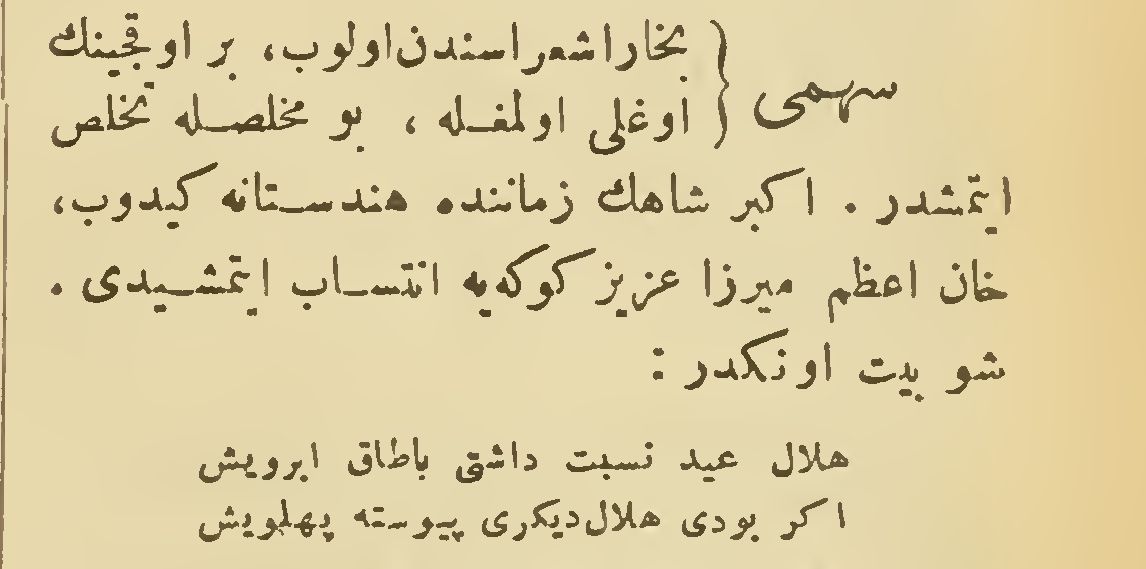 سهمی { بخارا شعراسندن اولوب، بر اوقجینك
اوغلی اولمغله ، بو مخلصله تخلص
ایتمشدر . اکبر شاهك زماننده هندستانه کیدوب،
خان اعظم میرزا عزیز کوکه‌یه انتساب ایتمشیدی .
شو بیت اونکدر :
هلال عید نسبت داشتی باطاق ابرویش
اکر بودی هلال دیکری پیوسته پهلویش